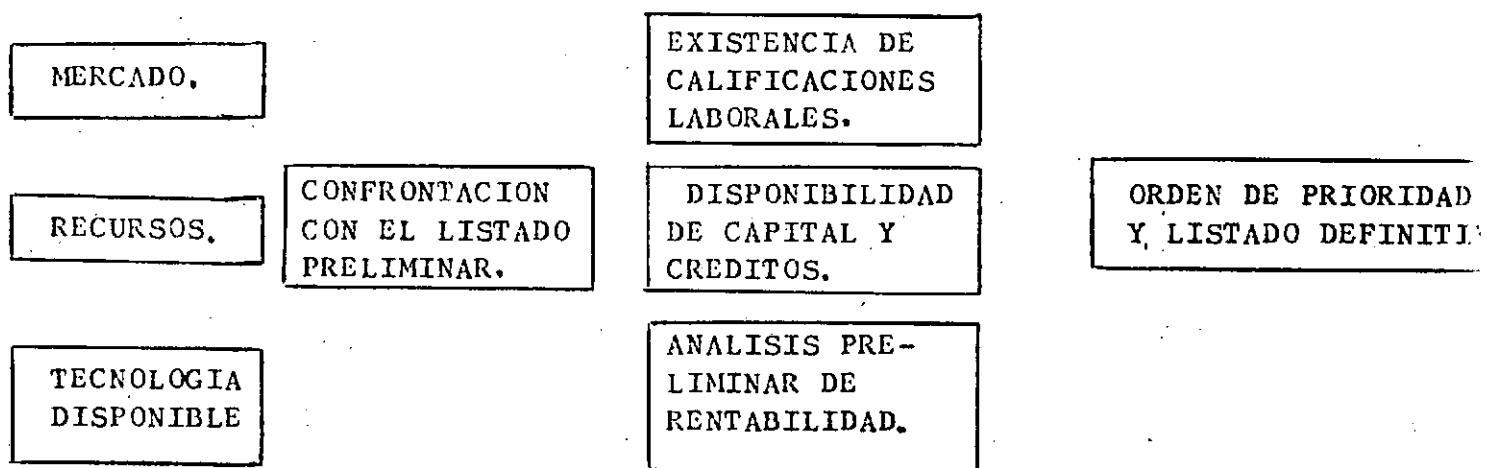 MERCADO.
RECURSOS.
TECNOLOGIA
DISPONIBLE
CONFRONTACION
CON EL LISTADO
PRELIMINAR.
EXISTENCIA DE
CALIFICACIONES
LABORALES.
DISPONIBILIDAD
DE CAPITAL Y
CREDITOS.
ANALISIS PRE-
LIMINAR DE
RENTABILIDAD.
ORDEN DE PRIORIDAD
Y LISTADO DEFINITI